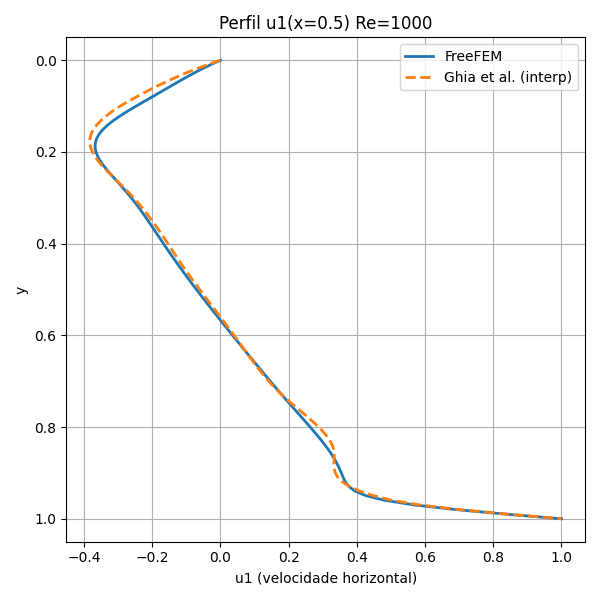 Perfil u1(x=0.5) Re=1000
FreeFEM
Ghia et al. (interp)
0.0
0.2
0.4
0.6
0.8
1.0
y
−0.4 −0.2 0.0 0.2 0.4 0.6 0.8 1.0
u1 (velocidade horizontal)